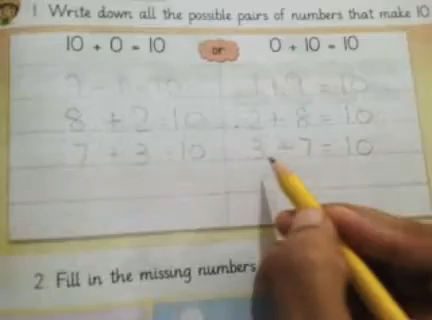 1 Write down all the possible pairs of numbers that make 10
10 + 0 = 10 or 0 + 10 = 10
9 + 1 = 10 1 + 9 = 10
8 + 2 = 10 2 + 8 = 10
7 + 3 = 10 3 + 7 = 10
2 Fill in the missing numbers